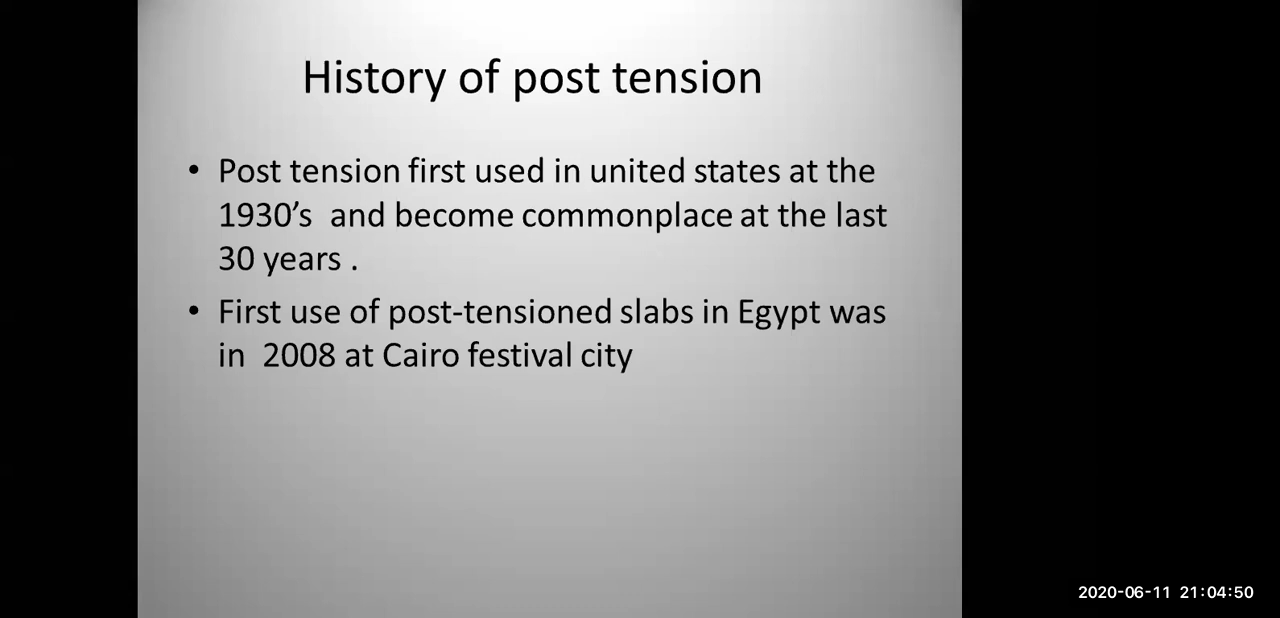 History of post tension
• Post tension first used in united states at the
1930’s and become commonplace at the last
30 years .
• First use of post-tensioned slabs in Egypt was
in 2008 at Cairo festival city
2020-06-11 21:04:50